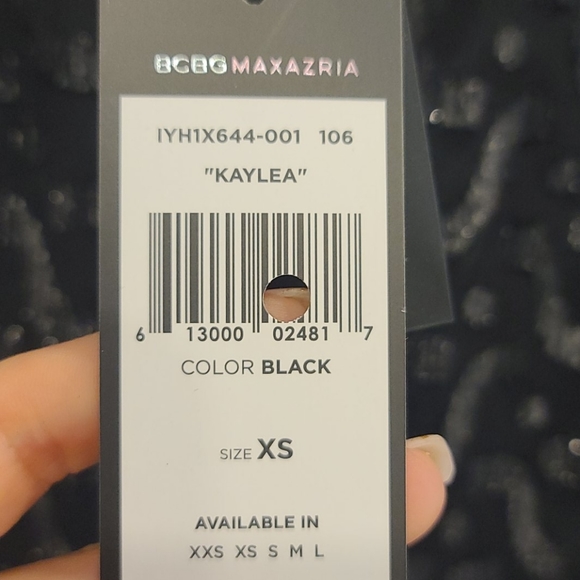 BCBGMAXAZRIA
IYH1X644-001 106
"KAYLEA"
6 13000 02481 7
COLOR BLACK
SIZE XS
AVAILABLE IN
XXS XS S M L